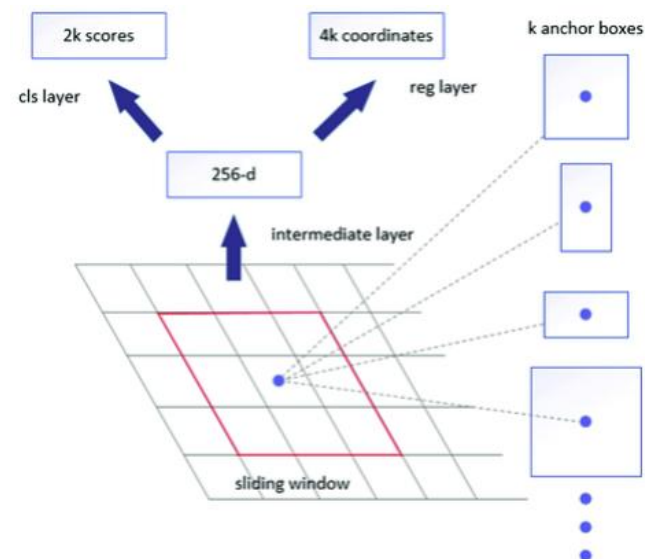 2k scores
4k coordinates
k anchor boxes
cls layer
reg layer
256-d
intermediate layer
sliding window